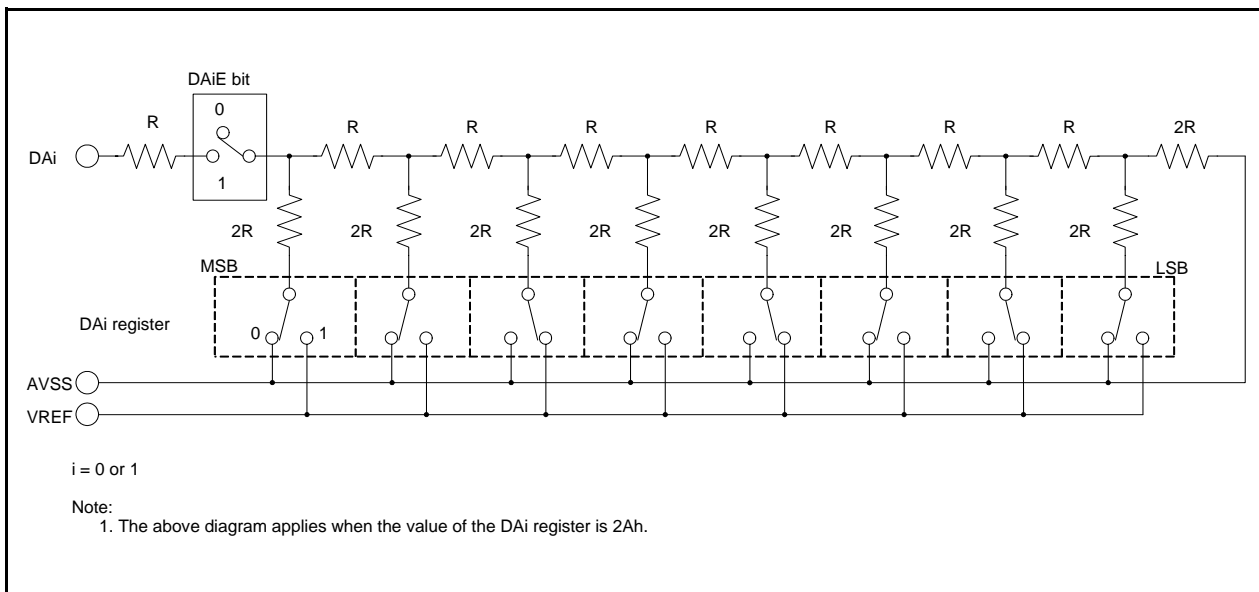 DAiE bit
0
1
R
R
R
R
R
R
R
R
2R
DAi
2R
2R
2R
2R
2R
2R
2R
2R
MSB
LSB
DAi register
0
1
AVSS
VREF
i = 0 or 1
Note:
1. The above diagram applies when the value of the DAi register is 2Ah.